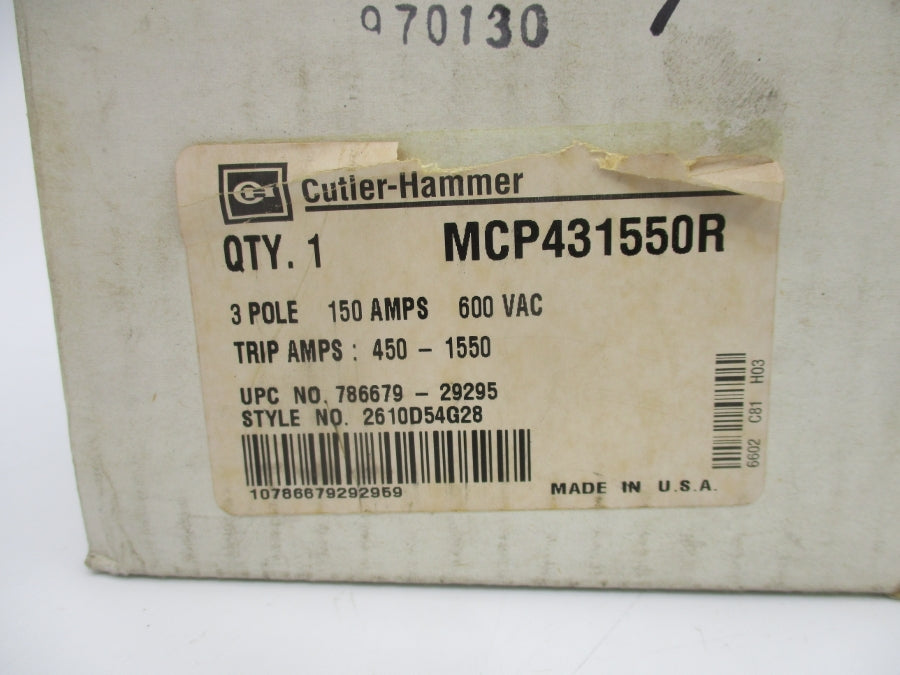 970130
Cutler-Hammer
QTY. 1 MCP431550R
3 POLE 150 AMPS 600 VAC
TRIP AMPS : 450 - 1550
UPC NO. 786679 - 29295
STYLE NO. 2610D54G28
10786679292959
MADE IN U.S.A.
6602 C81 H03